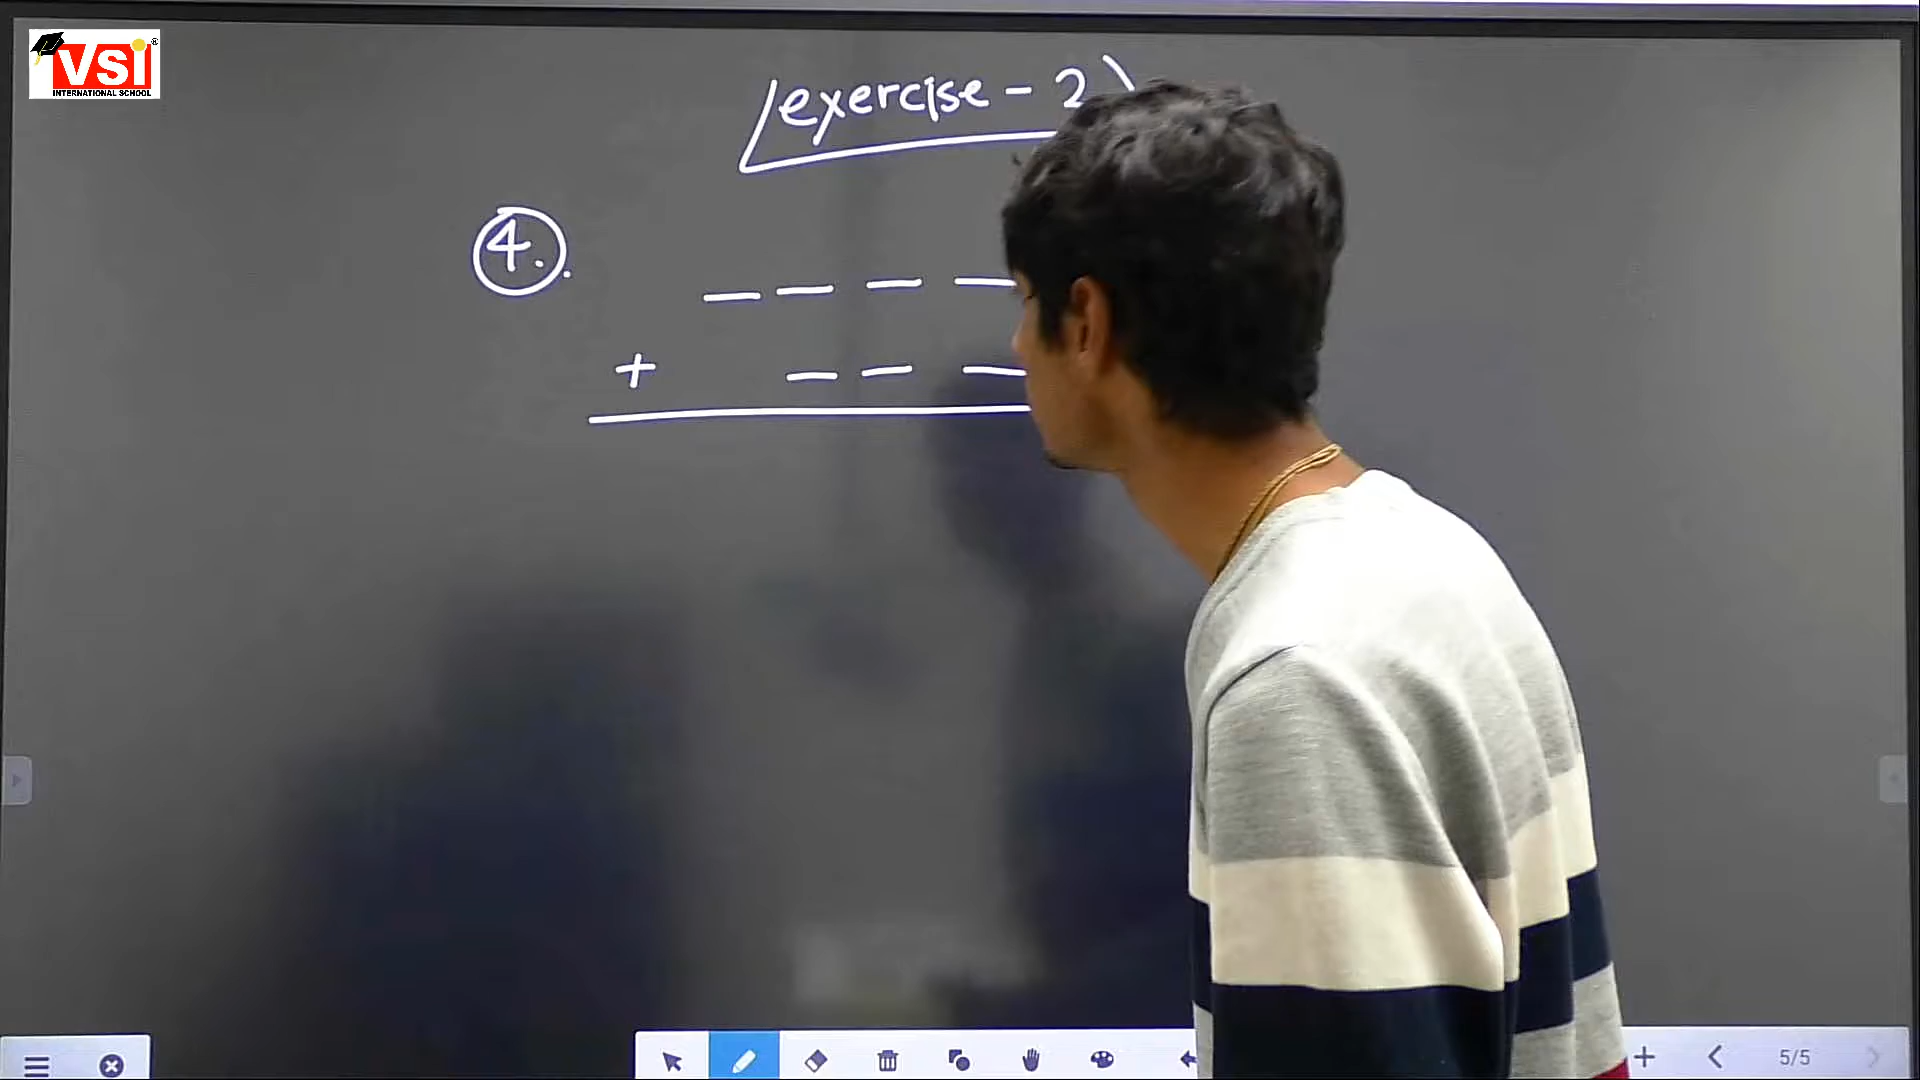 VSI
INTERNATIONAL SCHOOL
exercise - 2
4.
_ _ _ _
+ _ _ _
5/5